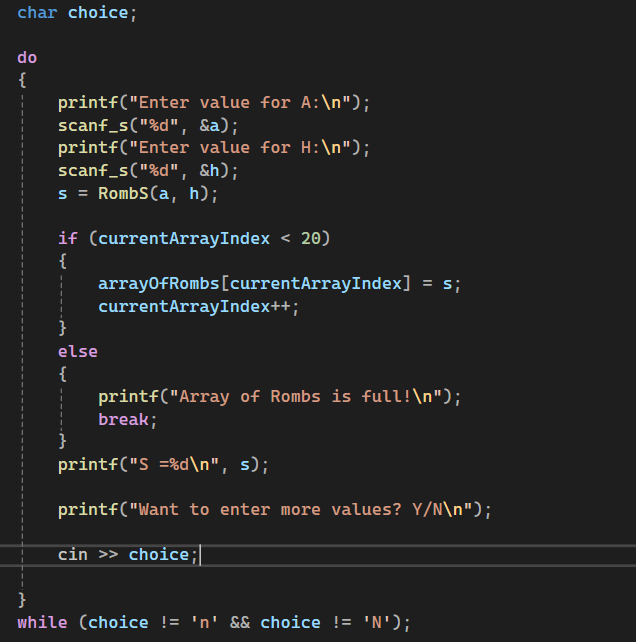 char choice;
do
{
printf("Enter value for A:\n");
scanf_s("%d", &a);
printf("Enter value for H:\n");
scanf_s("%d", &h);
s = RombS(a, h);
if (currentArrayIndex < 20)
{
arrayOfRombs[currentArrayIndex] = s;
currentArrayIndex++;
}
else
{
printf("Array of Rombs is full!\n");
break;
}
printf("S =%d\n", s);
printf("Want to enter more values? Y/N\n");
cin >> choice;
}
while (choice != 'n' && choice != 'N');